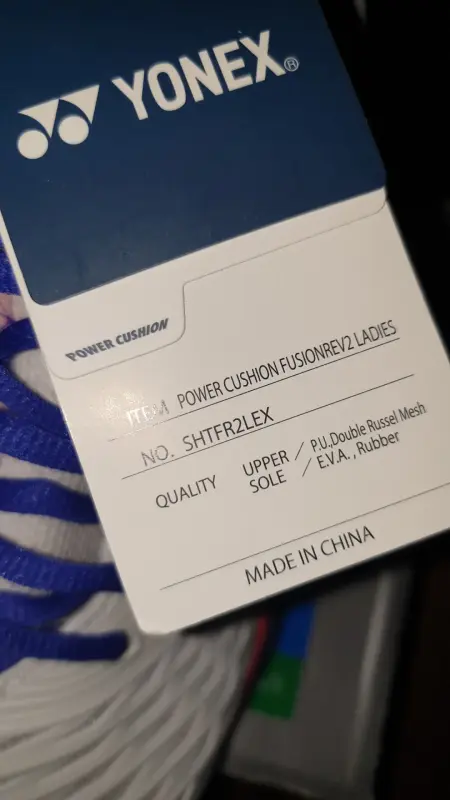 YONEX®
POWER CUSHION
ITEM POWER CUSHION FUSIONREV2 LADIES
NO. SHTFR2LEX
QUALITY UPPER / P.U.,Double Russel Mesh
SOLE / E.V.A. , Rubber
MADE IN CHINA